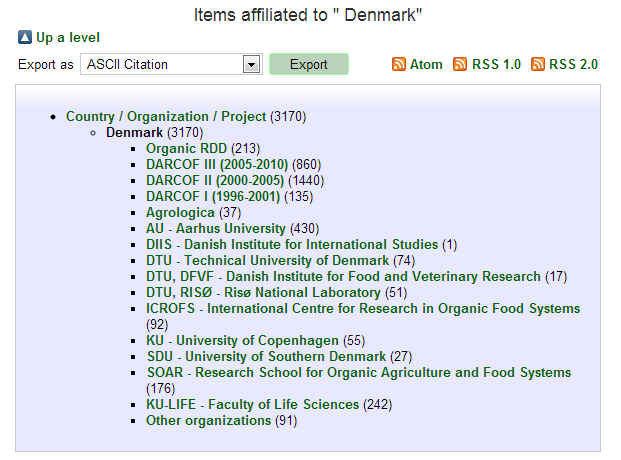 Items affiliated to " Denmark"
Up a level
Export as ASCII Citation Export Atom RSS 1.0 RSS 2.0
Country / Organization / Project (3170)
Denmark (3170)
Organic RDD (213)
DARCOF III (2005-2010) (860)
DARCOF II (2000-2005) (1440)
DARCOF I (1996-2001) (135)
Agrologica (37)
AU - Aarhus University (430)
DIIS - Danish Institute for International Studies (1)
DTU - Technical University of Denmark (74)
DTU, DFVF - Danish Institute for Food and Veterinary Research (17)
DTU, RISØ - Risø National Laboratory (51)
ICROFS - International Centre for Research in Organic Food Systems
(92)
KU - University of Copenhagen (55)
SDU - University of Southern Denmark (27)
SOAR - Research School for Organic Agriculture and Food Systems
(176)
KU-LIFE - Faculty of Life Sciences (242)
Other organizations (91)